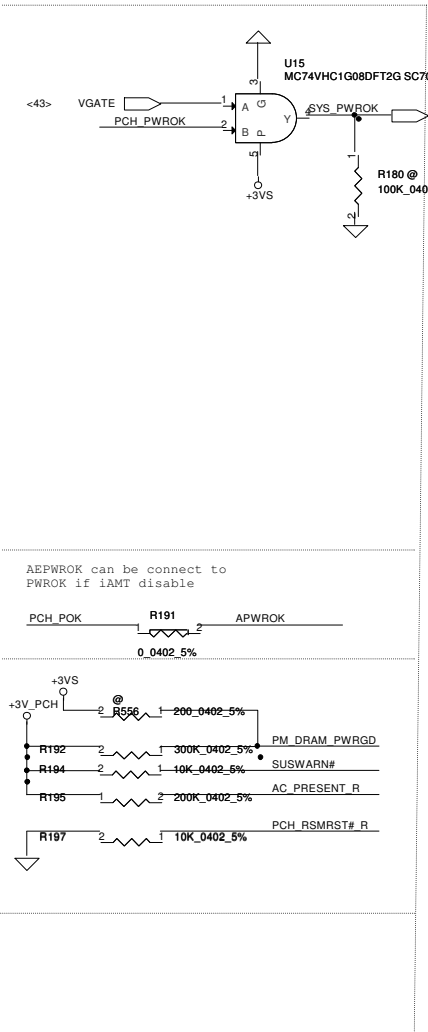 U15
MC74VHC1G08DFT2G SC70
<43> VGATE 1 A G 3
PCH_PWROK 2 B P 5 Y 4 SYS_PWROK
+3VS
1 R180 @
100K_040
2
AEPWROK can be connect to
PWROK if iAMT disable
PCH_POK 1 R191 2 APWROK
0_0402_5%
+3VS
+3V_PCH
@
2 R556 1 200_0402_5%
R192 2 1 300K_0402_5% PM_DRAM_PWRGD
R194 2 1 10K_0402_5% SUSWARN#
R195 1 2 200K_0402_5% AC_PRESENT_R
R197 2 1 10K_0402_5% PCH_RSMRST#_R